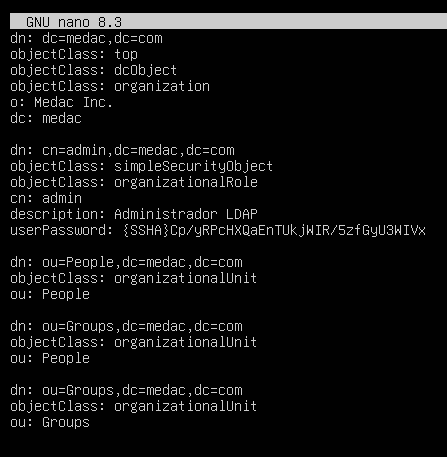 GNU nano 8.3
dn: dc=medac,dc=com
objectClass: top
objectClass: dcObject
objectClass: organization
o: Medac Inc.
dc: medac
dn: cn=admin,dc=medac,dc=com
objectClass: simpleSecurityObject
objectClass: organizationalRole
cn: admin
description: Administrador LDAP
userPassword: {SSHA}Cp/yRPcHXQaEnTUkjWIR/5zfGyU3WIVx
dn: ou=People,dc=medac,dc=com
objectClass: organizationalUnit
ou: People
dn: ou=Groups,dc=medac,dc=com
objectClass: organizationalUnit
ou: People
dn: ou=Groups,dc=medac,dc=com
objectClass: organizationalUnit
ou: Groups